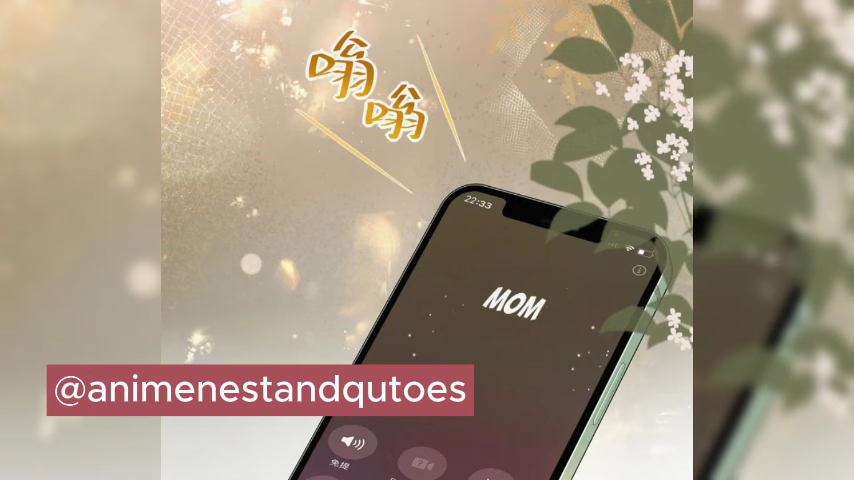 嗡
嗡
22:33
MOM
@animenestandqutoes
免提